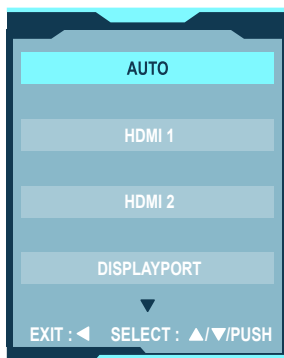 AUTO
HDMI 1
HDMI 2
DISPLAYPORT
▼
EXIT : ◀ SELECT : ▲/▼/PUSH